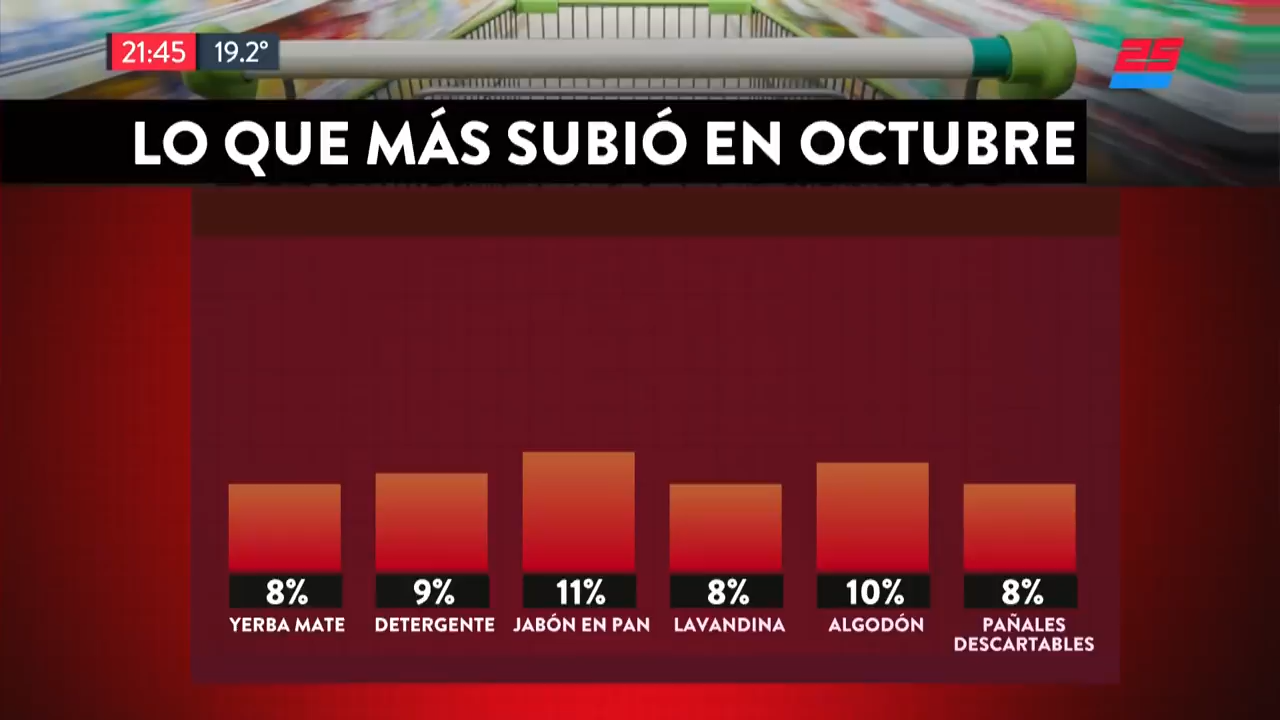 21:45 19.2°
25
LO QUE MÁS SUBIÓ EN OCTUBRE
8% 9% 11% 8% 10% 8%
YERBA MATE DETERGENTE JABÓN EN PAN LAVANDINA ALGODÓN PAÑALES
DESCARTABLES